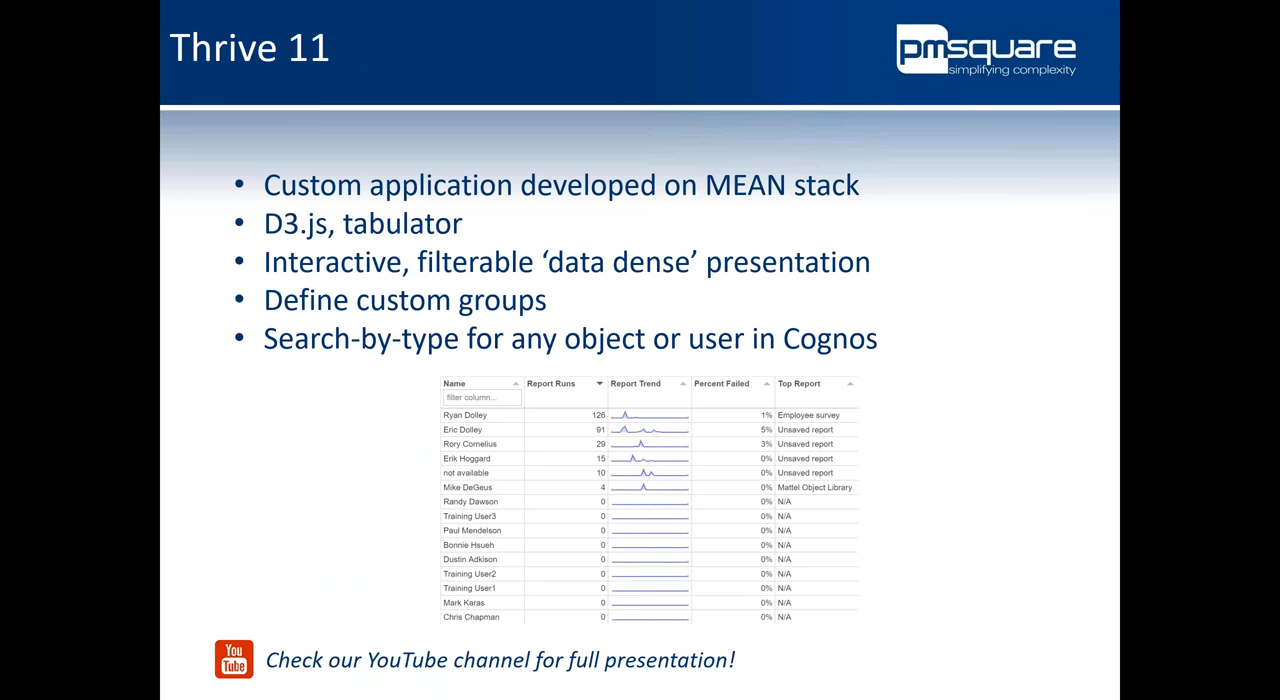 Thrive 11
pmsquare
simplifying complexity
• Custom application developed on MEAN stack
• D3.js, tabulator
• Interactive, filterable ‘data dense’ presentation
• Define custom groups
• Search-by-type for any object or user in Cognos
Name Report Runs Report Trend Percent Failed Top Report
filter column...
Ryan Dolley 126 1% Employee survey
Eric Dolley 91 5% Unsaved report
Rory Cornelius 29 3% Unsaved report
Erik Hoggard 15 0% Unsaved report
not available 10 0% Unsaved report
Mike DeGeus 4 0% Mattel Object Library
Randy Dawson 0 0% N/A
Training User3 0 0% N/A
Paul Mendelson 0 0% N/A
Bonnie Hsueh 0 0% N/A
Dustin Adkison 0 0% N/A
Training User2 0 0% N/A
Training User1 0 0% N/A
Mark Karas 0 0% N/A
Chris Chapman 0 0% N/A
You
Tube
Check our YouTube channel for full presentation!